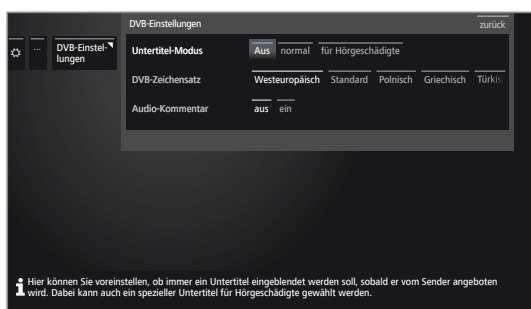 DVB-Einstellungen zurück
... DVB-Einstel-
lungen
Untertitel-Modus Aus normal für Hörgeschädigte
DVB-Zeichensatz Westeuropäisch Standard Polnisch Griechisch Türkis
Audio-Kommentar aus ein
Hier können Sie voreinstellen, ob immer ein Untertitel eingeblendet werden soll, sobald er vom Sender angeboten
wird. Dabei kann auch ein spezieller Untertitel für Hörgeschädigte gewählt werden.